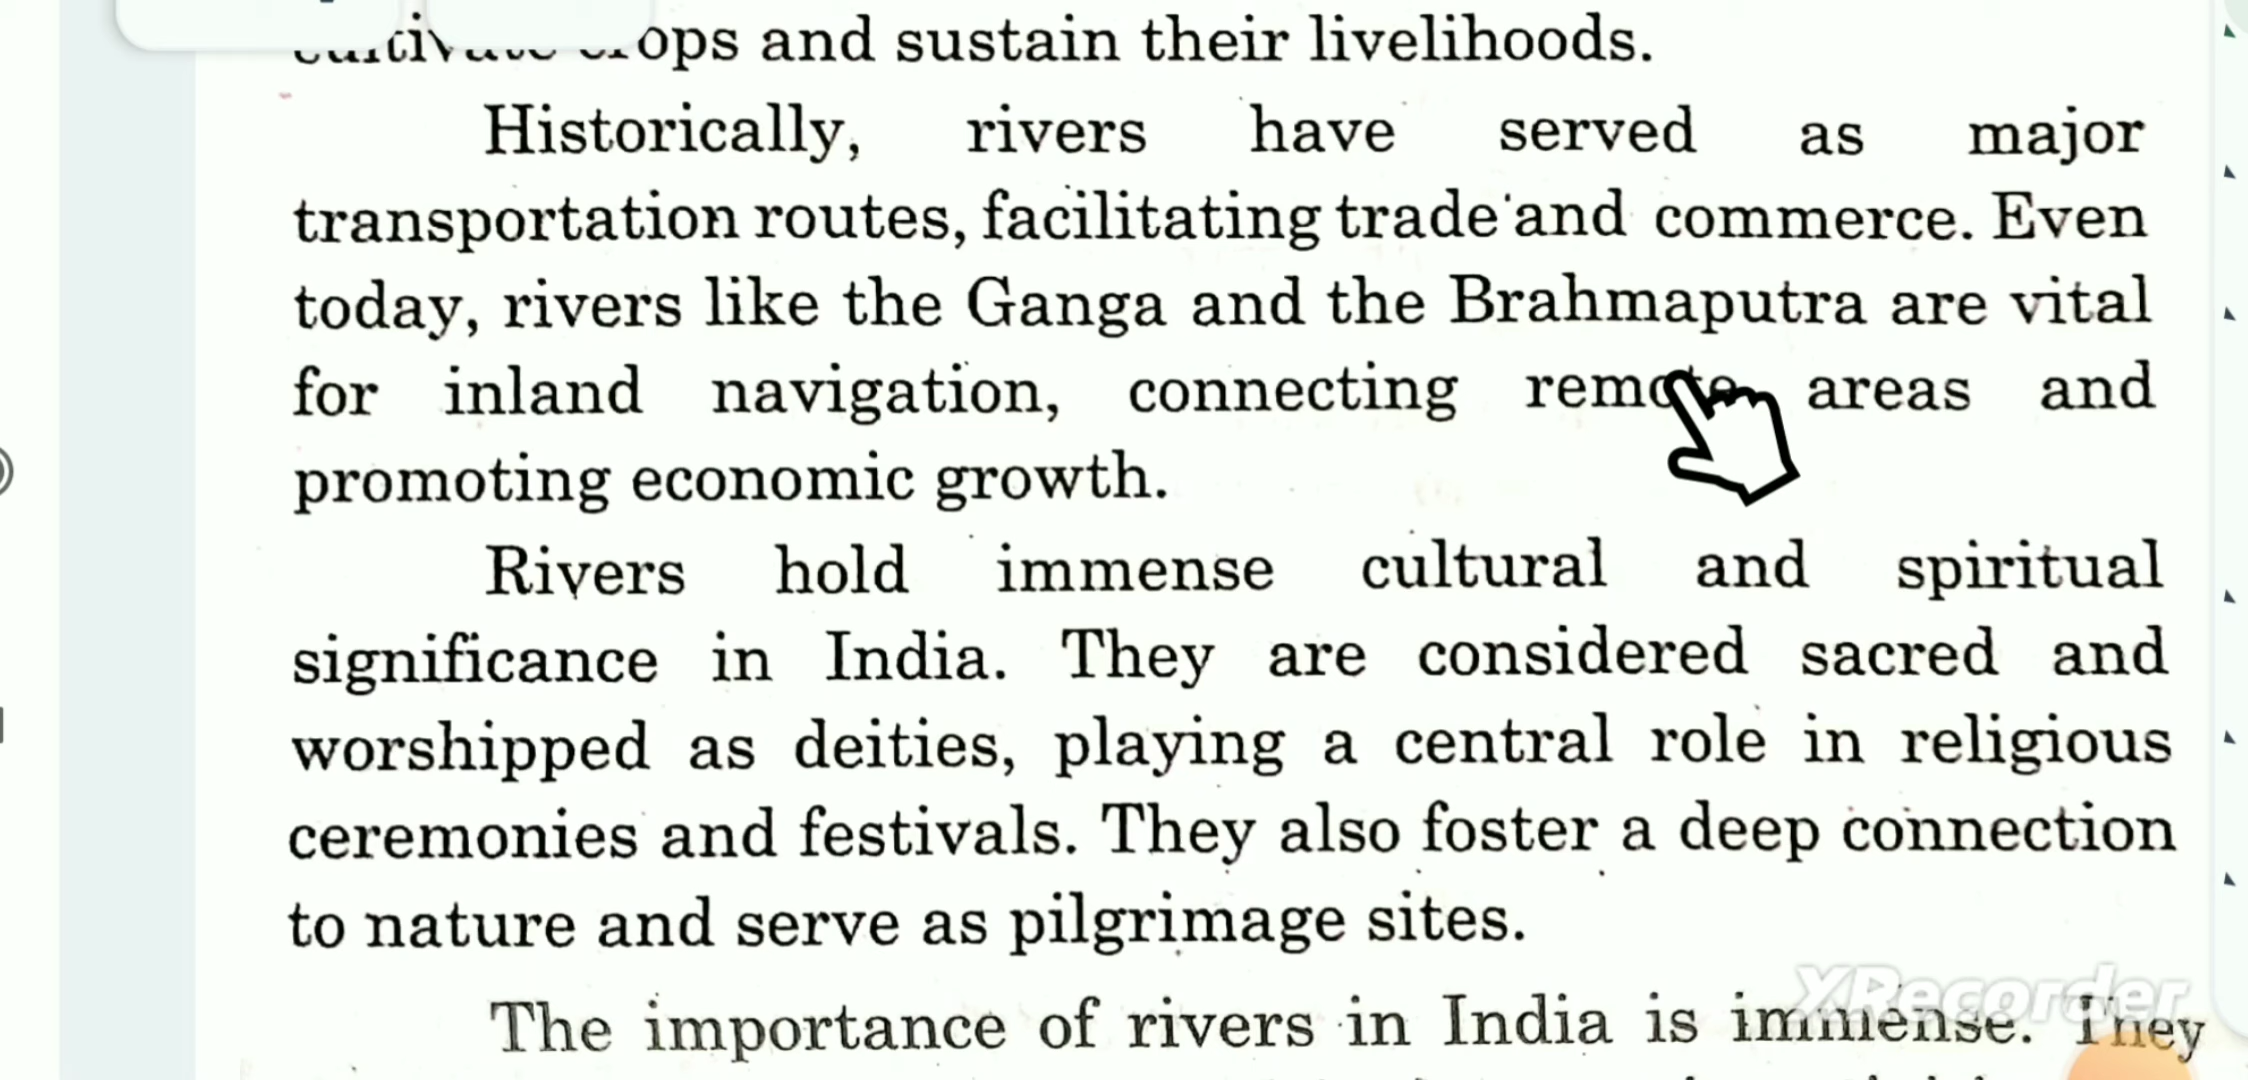 crops and sustain their livelihoods.
Historically, rivers have served as major
transportation routes, facilitating trade and commerce. Even
today, rivers like the Ganga and the Brahmaputra are vital
for inland navigation, connecting remote areas and
promoting economic growth.
Rivers hold immense cultural and spiritual
significance in India. They are considered sacred and
worshipped as deities, playing a central role in religious
ceremonies and festivals. They also foster a deep connection
to nature and serve as pilgrimage sites.
XRecorder
The importance of rivers in India is immense. They